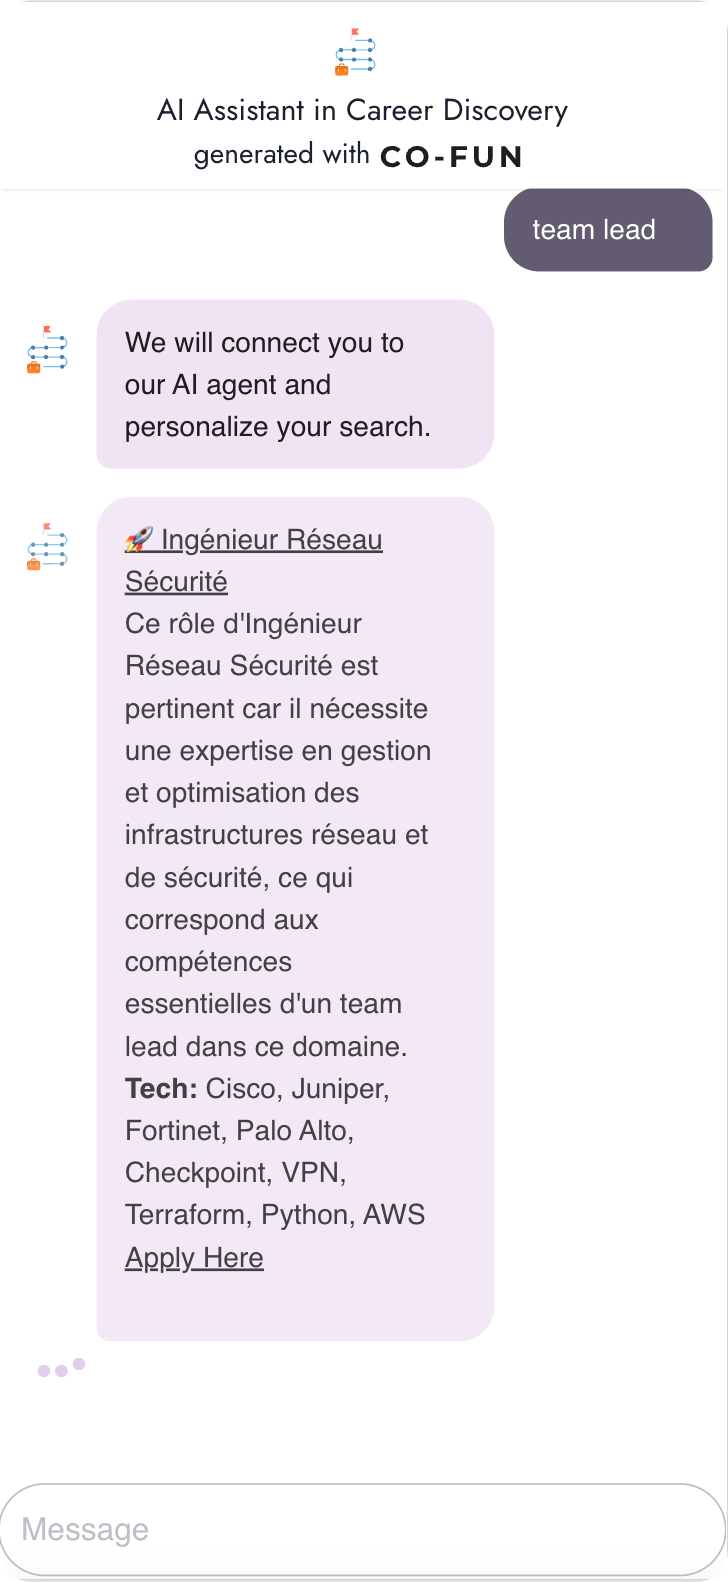 AI Assistant in Career Discovery
generated with CO-FUN
team lead
We will connect you to
our AI agent and
personalize your search.
🚀 Ingénieur Réseau
Sécurité
Ce rôle d'Ingénieur
Réseau Sécurité est
pertinent car il nécessite
une expertise en gestion
et optimisation des
infrastructures réseau et
de sécurité, ce qui
correspond aux
compétences
essentielles d'un team
lead dans ce domaine.
Tech: Cisco, Juniper,
Fortinet, Palo Alto,
Checkpoint, VPN,
Terraform, Python, AWS
Apply Here
Message